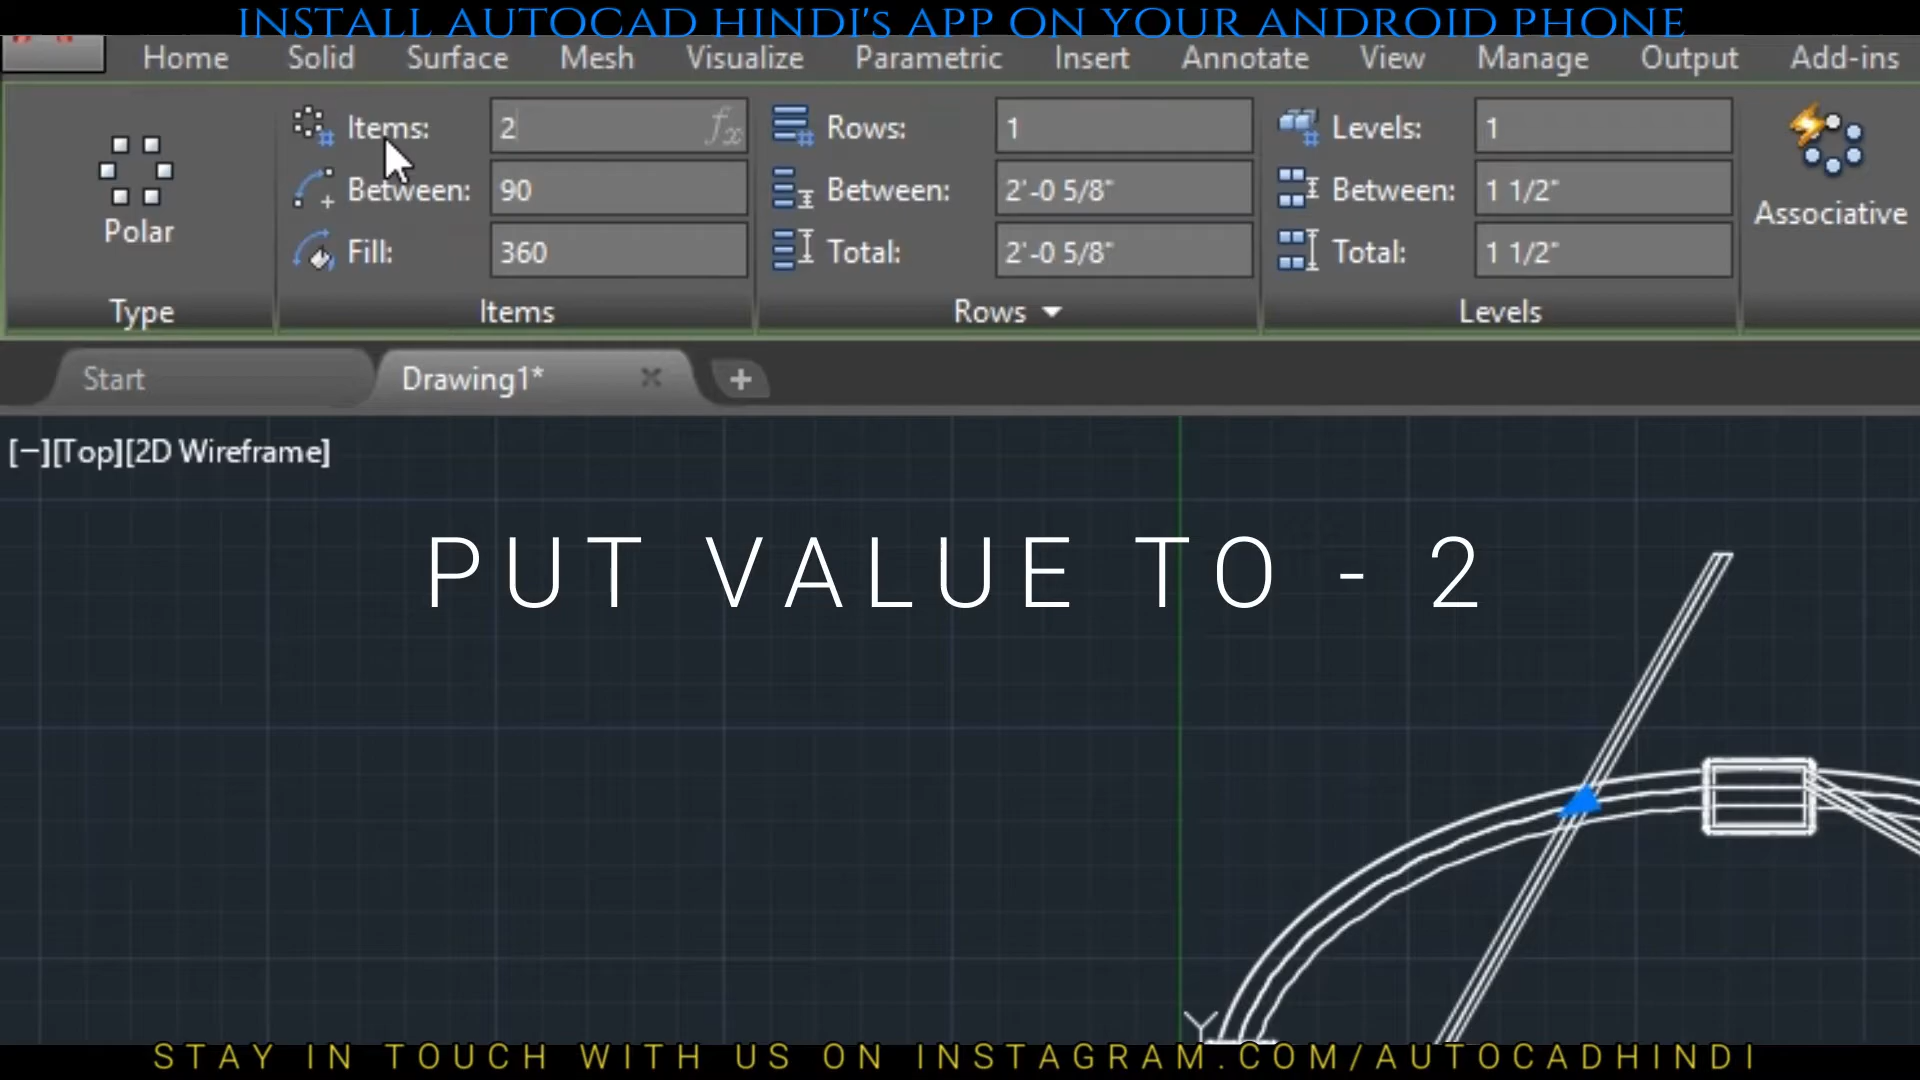 INSTALL AUTOCAD HINDI'S APP ON YOUR ANDROID PHONE
Home Solid Surface Mesh Visualize Parametric Insert Annotate View Manage Output Add-ins
Items: 2 fx Rows: 1 Levels: 1
Between: 90 Between: 2'-0 5/8" Between: 1 1/2"
Polar Fill: 360 Total: 2'-0 5/8" Total: 1 1/2" Associative
Type Items Rows Levels
Start Drawing1* +
[−][Top][2D Wireframe]
PUT VALUE TO - 2
Y
STAY IN TOUCH WITH US ON INSTAGRAM.COM/AUTOCADHINDI